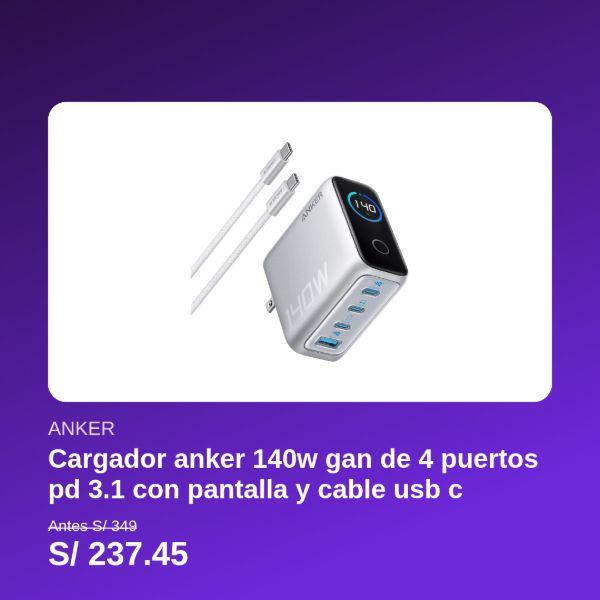 ANKER
140
140W
ANKER
Cargador anker 140w gan de 4 puertos
pd 3.1 con pantalla y cable usb c
Antes S/ 349
S/ 237.45